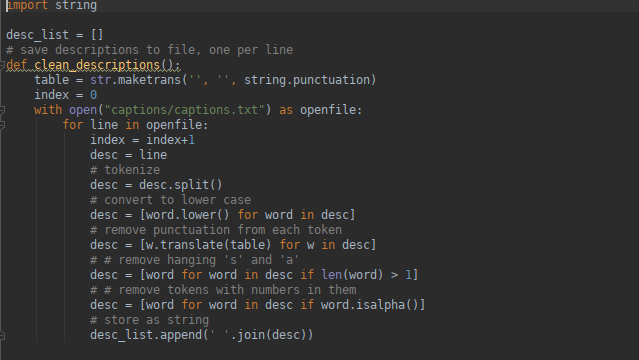 import string
desc_list = []
# save descriptions to file, one per line
def clean_descriptions():
table = str.maketrans('', '', string.punctuation)
index = 0
with open("captions/captions.txt") as openfile:
for line in openfile:
index = index+1
desc = line
# tokenize
desc = desc.split()
# convert to lower case
desc = [word.lower() for word in desc]
# remove punctuation from each token
desc = [w.translate(table) for w in desc]
# # remove hanging 's' and 'a'
desc = [word for word in desc if len(word) > 1]
# # remove tokens with numbers in them
desc = [word for word in desc if word.isalpha()]
# store as string
desc_list.append(' '.join(desc))